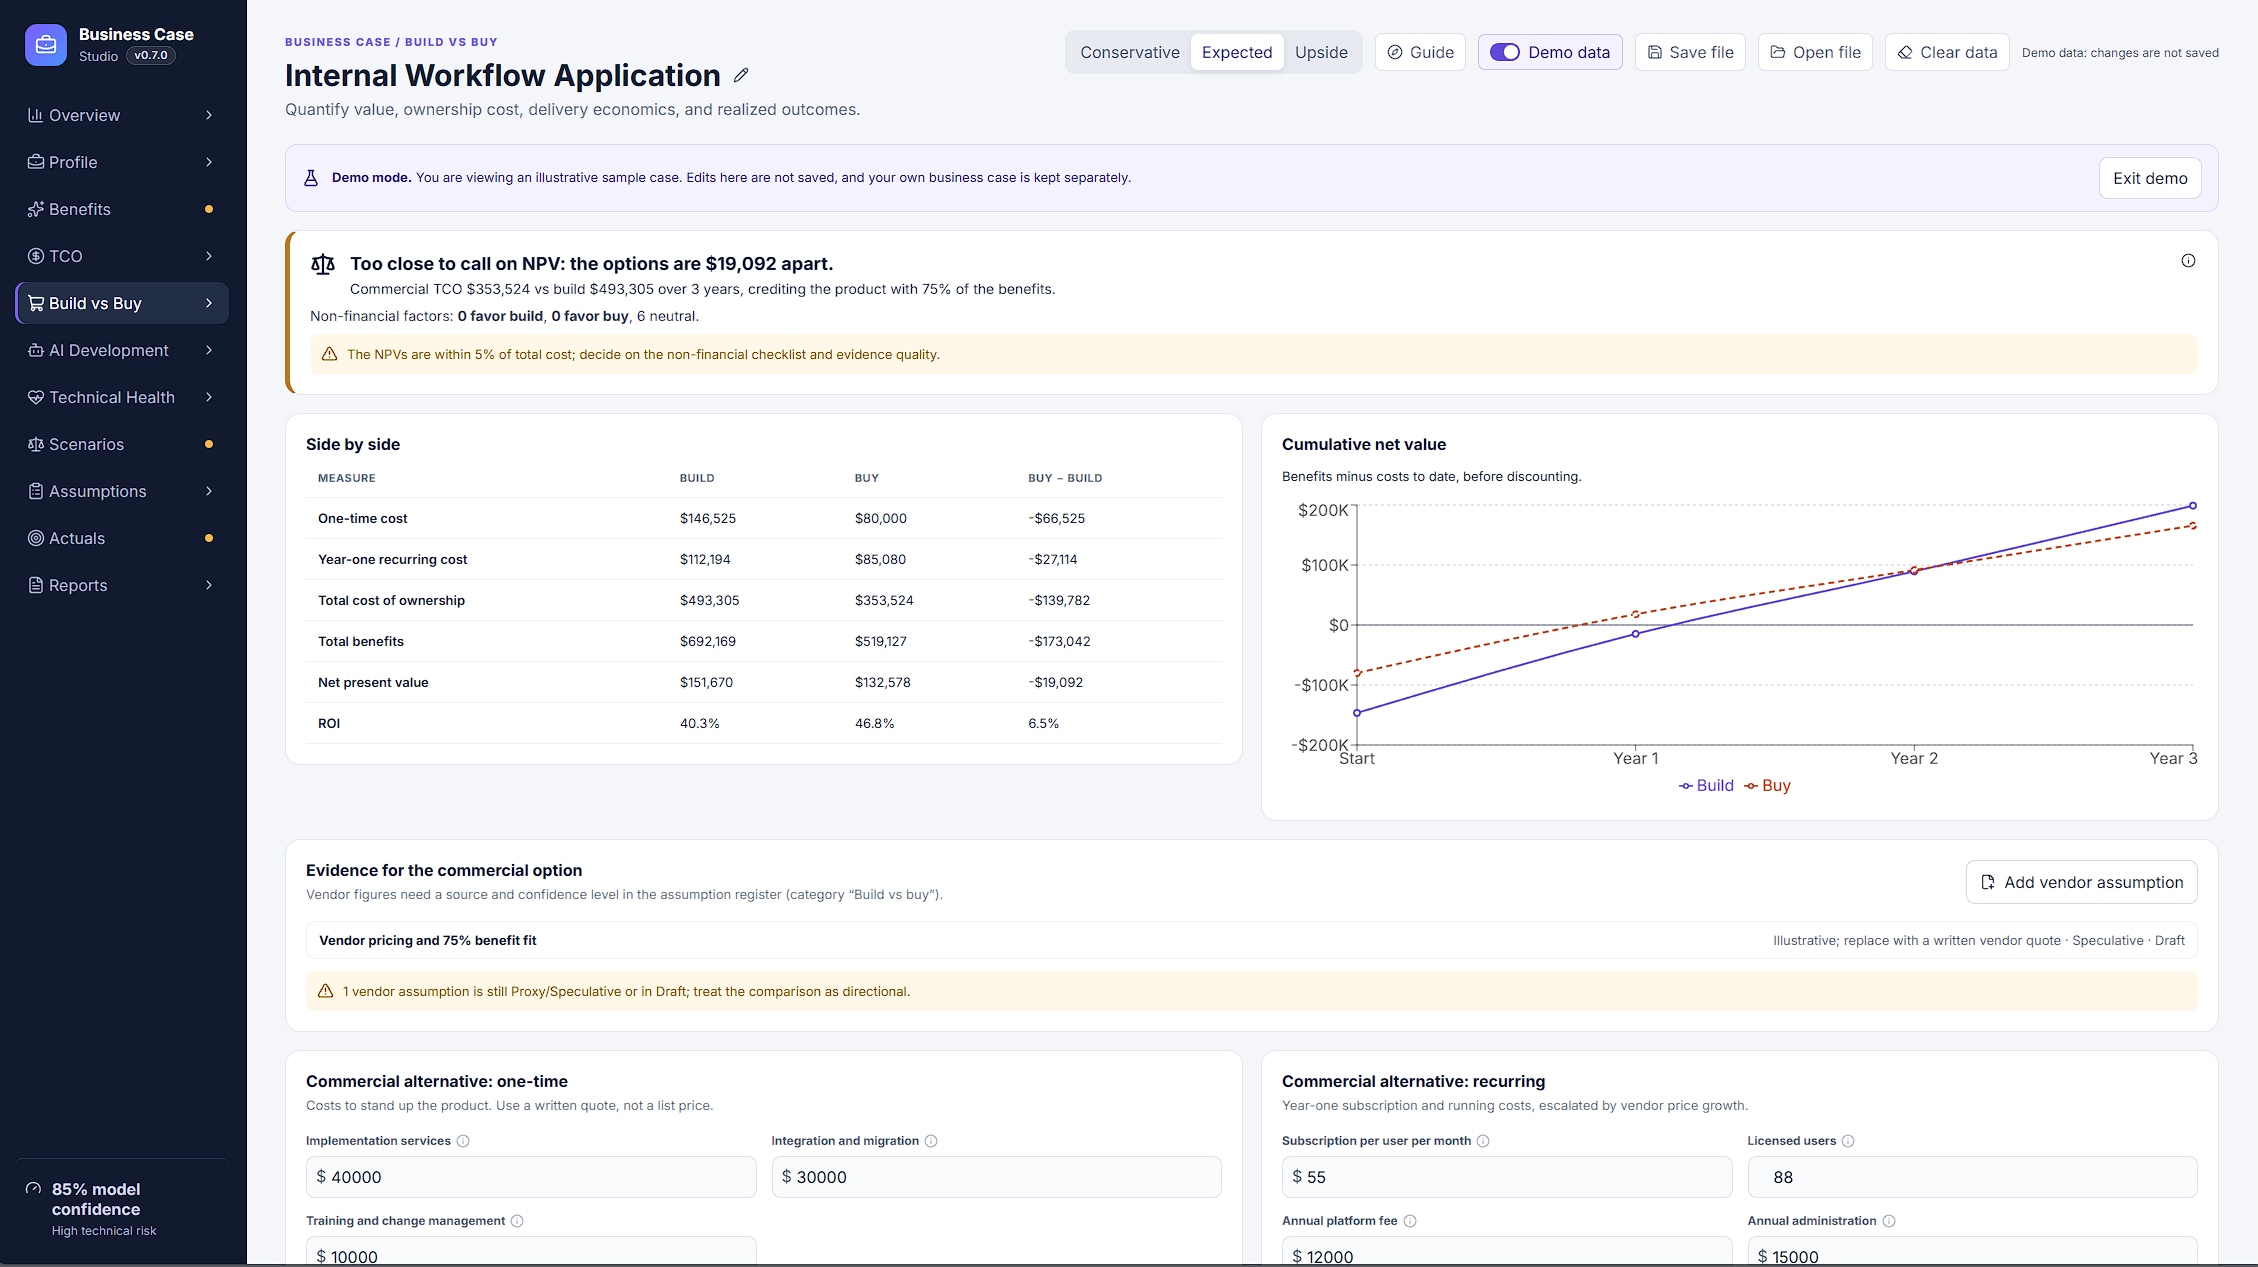 Business Case
Studio v0.7.0
Overview
Profile
Benefits
TCO
Build vs Buy
AI Development
Technical Health
Scenarios
Assumptions
Actuals
Reports
85% model
confidence
High technical risk
BUSINESS CASE / BUILD VS BUY
Internal Workflow Application
Quantify value, ownership cost, delivery economics, and realized outcomes.
Conservative Expected Upside Guide Demo data Save file Open file Clear data Demo data: changes are not saved
Demo mode. You are viewing an illustrative sample case. Edits here are not saved, and your own business case is kept separately.
Exit demo
Too close to call on NPV: the options are $19,092 apart.
Commercial TCO $353,524 vs build $493,305 over 3 years, crediting the product with 75% of the benefits.
Non-financial factors: 0 favor build, 0 favor buy, 6 neutral.
The NPVs are within 5% of total cost; decide on the non-financial checklist and evidence quality.
Side by side
MEASURE BUILD BUY BUY – BUILD
One-time cost $146,525 $80,000 -$66,525
Year-one recurring cost $112,194 $85,080 -$27,114
Total cost of ownership $493,305 $353,524 -$139,782
Total benefits $692,169 $519,127 -$173,042
Net present value $151,670 $132,578 -$19,092
ROI 40.3% 46.8% 6.5%
Cumulative net value
Benefits minus costs to date, before discounting.
$200K
$100K
$0
-$100K
-$200K
Start Year 1 Year 2 Year 3
Build Buy
Evidence for the commercial option
Vendor figures need a source and confidence level in the assumption register (category “Build vs buy”).
Add vendor assumption
Vendor pricing and 75% benefit fit
Illustrative; replace with a written vendor quote · Speculative · Draft
1 vendor assumption is still Proxy/Speculative or in Draft; treat the comparison as directional.
Commercial alternative: one-time
Costs to stand up the product. Use a written quote, not a list price.
Implementation services Integration and migration
$ 40000 $ 30000
Training and change management
$ 10000
Commercial alternative: recurring
Year-one subscription and running costs, escalated by vendor price growth.
Subscription per user per month Licensed users
$ 55 88
Annual platform fee Annual administration
$ 12000 $ 15000